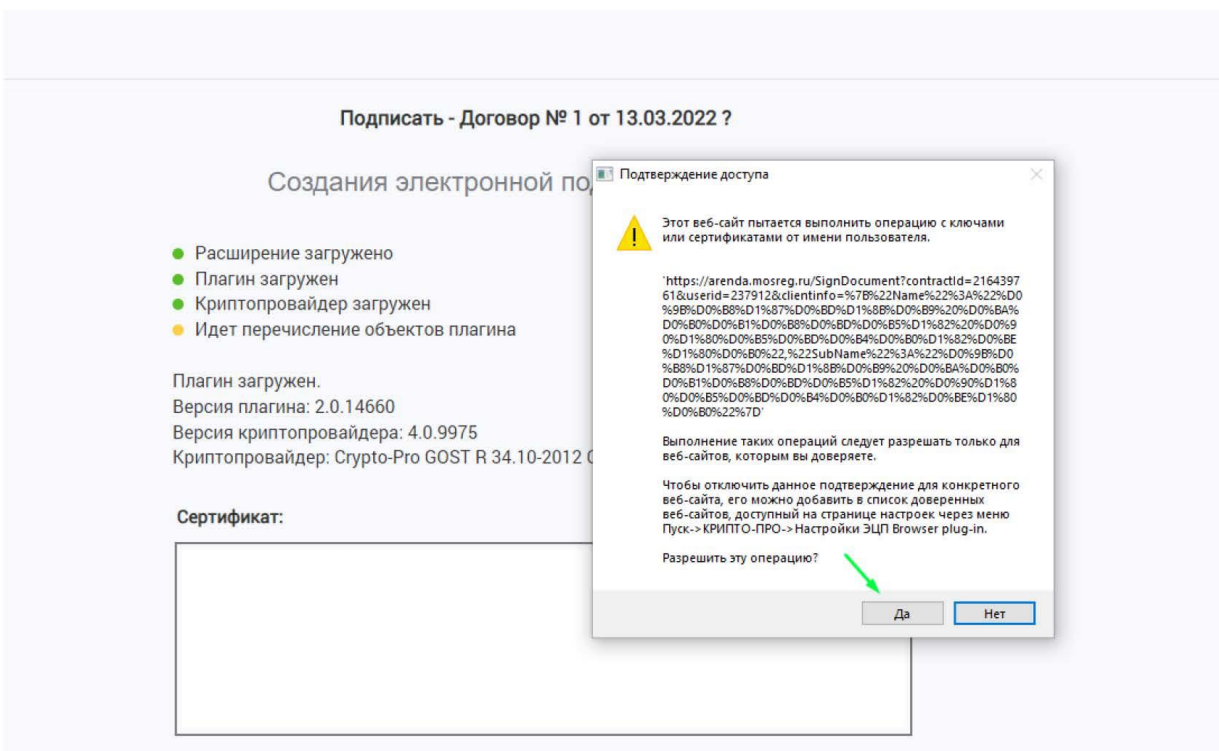 Подписать - Договор № 1 от 13.03.2022 ?
Создания электронной по
Расширение загружено
Плагин загружен
Криптопровайдер загружен
Идет перечисление объектов плагина
Плагин загружен.
Версия плагина: 2.0.14660
Версия криптопровайдера: 4.0.9975
Криптопровайдер: Crypto-Pro GOST R 34.10-2012
Сертификат:
Подтверждение доступа
Этот веб-сайт пытается выполнить операцию с ключами
или сертификатами от имени пользователя.
`https://arenda.mosreg.ru/SignDocument?contractId=2164397
61&userid=237912&clientinfo=%7B%22Name%22%3A%22%D0
%9B%D0%B8%D1%87%D0%BD%D1%8B%D0%B9%20%D0%BA%
D0%B0%D0%B1%D0%B8%D0%BD%D0%B5%D1%82%20%D0%9
0%D1%80%D0%B5%D0%BD%D0%B4%D0%B0%D1%82%D0%BE
%D1%80%D0%B0%22,%22SubName%22%3A%22%D0%9B%D0
%B8%D1%87%D0%BD%D1%8B%D0%B9%20%D0%BA%D0%B0%
D0%B1%D0%B8%D0%BD%D0%B5%D1%82%20%D0%90%D1%8
0%D0%B5%D0%BD%D0%B4%D0%B0%D1%82%D0%BE%D1%80
%D0%B0%22%7D`
Выполнение таких операций следует разрешать только для
веб-сайтов, которым вы доверяете.
Чтобы отключить данное подтверждение для конкретного
веб-сайта, его можно добавить в список доверенных
веб-сайтов, доступный на странице настроек через меню
Пуск->КРИПТО-ПРО->Настройки ЭЦП Browser plug-in.
Разрешить эту операцию?
Да
Нет